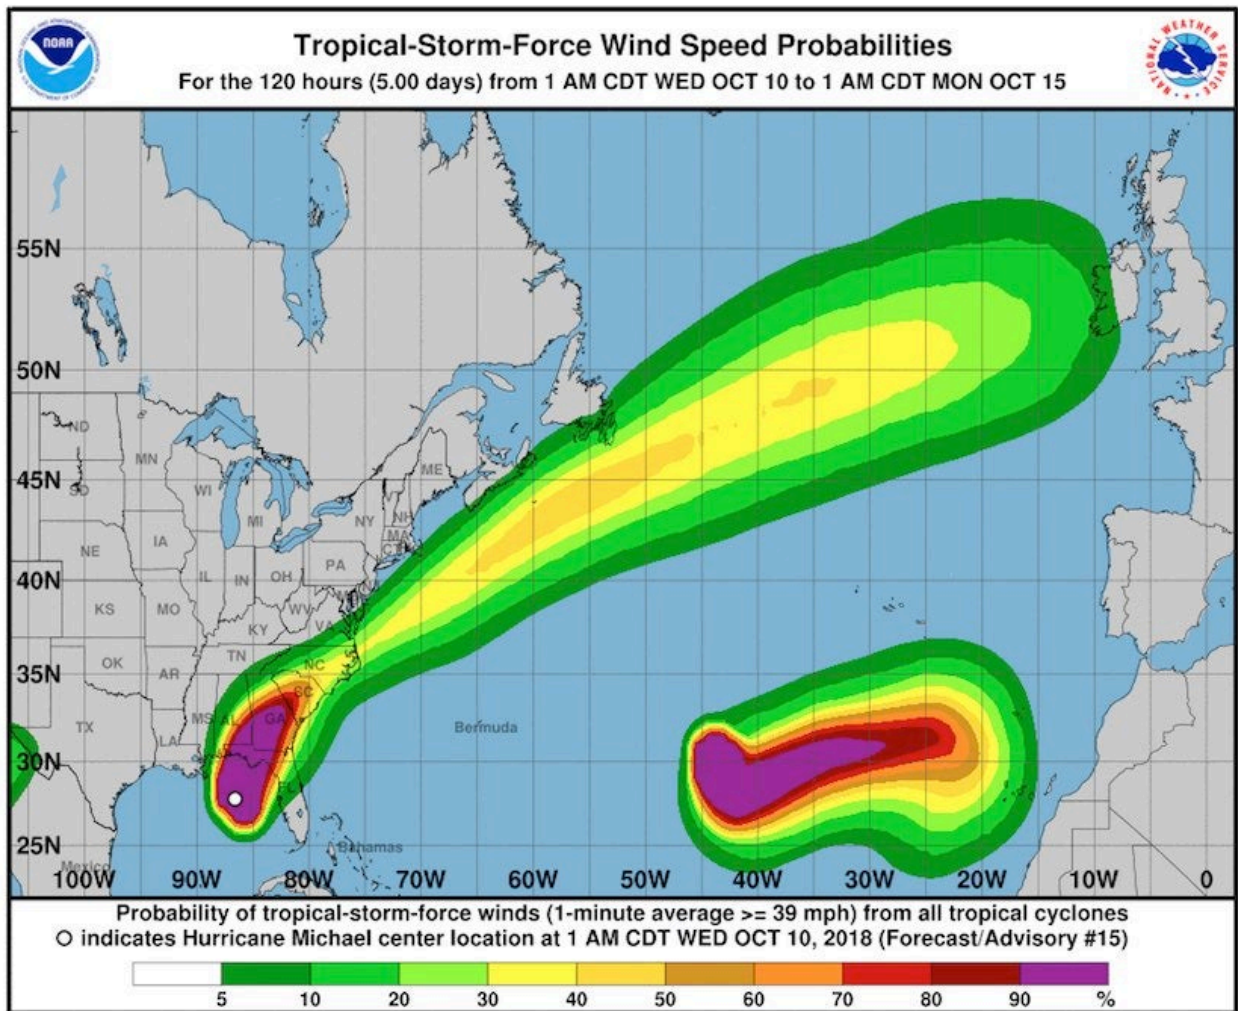 NOAA
Tropical-Storm-Force Wind Speed Probabilities
For the 120 hours (5.00 days) from 1 AM CDT WED OCT 10 to 1 AM CDT MON OCT 15
NATIONAL WEATHER SERVICE
55N
50N
ND
MN
ME
45N
SD
WI
VT
NH
MI
NY
MA
CT
IA
NE
PA
40N
IL
IN
OH
NJ
KS
MO
WV
KY
VA
35N
OK
TN
NC
AR
SC
TX
MS
AL
GA
Bermuda
LA
30N
FL
25N
Bahamas
Mexico
100W 90W 80W 70W 60W 50W 40W 30W 20W 10W 0
Probability of tropical-storm-force winds (1-minute average >= 39 mph) from all tropical cyclones
O indicates Hurricane Michael center location at 1 AM CDT WED OCT 10, 2018 (Forecast/Advisory #15)
5 10 20 30 40 50 60 70 80 90 %